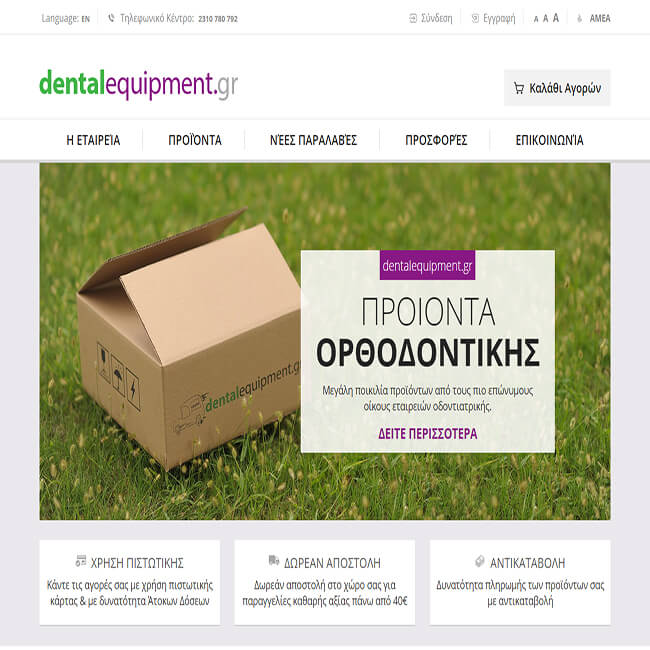 Language: EN
Τηλεφωνικό Κέντρο: 2310 780 792
Σύνδεση
Εγγραφή
A A A
ΑΜΕΑ
dentalequipment.gr
Καλάθι Αγορών
Η ΕΤΑΙΡΕΊΑ
ΠΡΟΪΌΝΤΑ
ΝΈΕΣ ΠΑΡΑΛΑΒΈΣ
ΠΡΟΣΦΟΡΈΣ
ΕΠΙΚΟΙΝΩΝΊΑ
dentalequipment.gr
dentalequipment.gr
ΠΡΟΙΟΝΤΑ
ΟΡΘΟΔΟΝΤΙΚΗΣ
Μεγάλη ποικιλία προϊόντων από τους πιο επώνυμους
οίκους εταιρειών οδοντιατρικής.
ΔΕΙΤΕ ΠΕΡΙΣΣΟΤΕΡΑ
ΧΡΗΣΗ ΠΙΣΤΩΤΙΚΗΣ
Κάντε τις αγορές σας με χρήση πιστωτικής
κάρτας & με δυνατότητα Άτοκων Δόσεων
ΔΩΡΕΑΝ ΑΠΟΣΤΟΛΗ
Δωρεάν αποστολή στο χώρο σας για
παραγγελίες καθαρής αξίας πάνω από 40€
ΑΝΤΙΚΑΤΑΒΟΛΗ
Δυνατότητα πληρωμής των προϊόντων σας
με αντικαταβολή